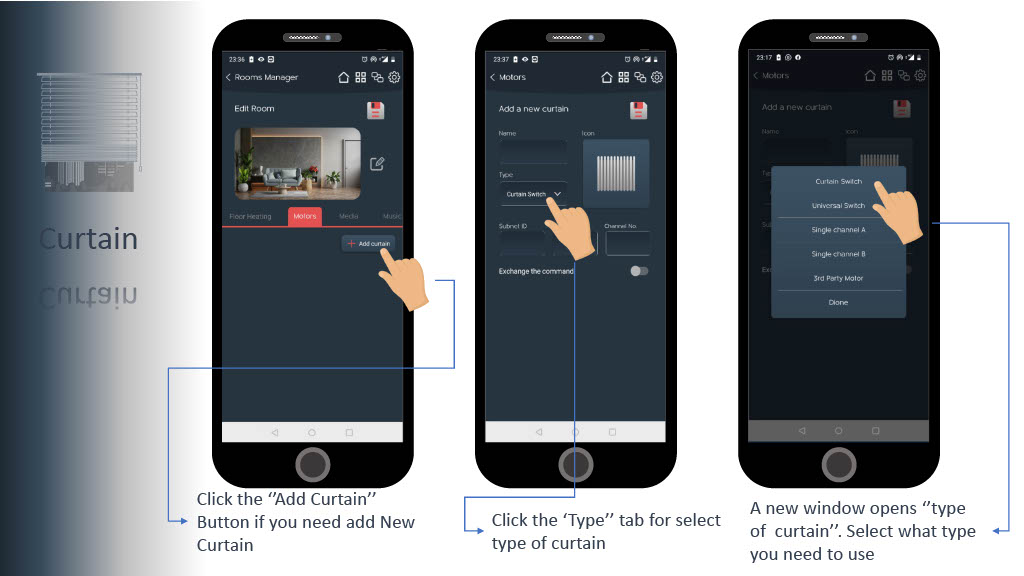 Curtain
23:36
Rooms Manager
Edit Room
Floor Heating
Motors
Media
Music
Add curtain
Click the ‘’Add Curtain’’
Button if you need add New
Curtain
23:37
Motors
Add a new curtain
Name
Icon
Type
Curtain Switch
Subnet ID
Channel No.
Exchange the command
Click the ‘Type’’ tab for select
type of curtain
23:17
Motors
Add a new curtain
Name
Icon
Curtain Switch
Universal Switch
Single channel A
Single channel B
3rd Party Motor
Dione
A new window opens ‘’type
of curtain’’. Select what type
you need to use